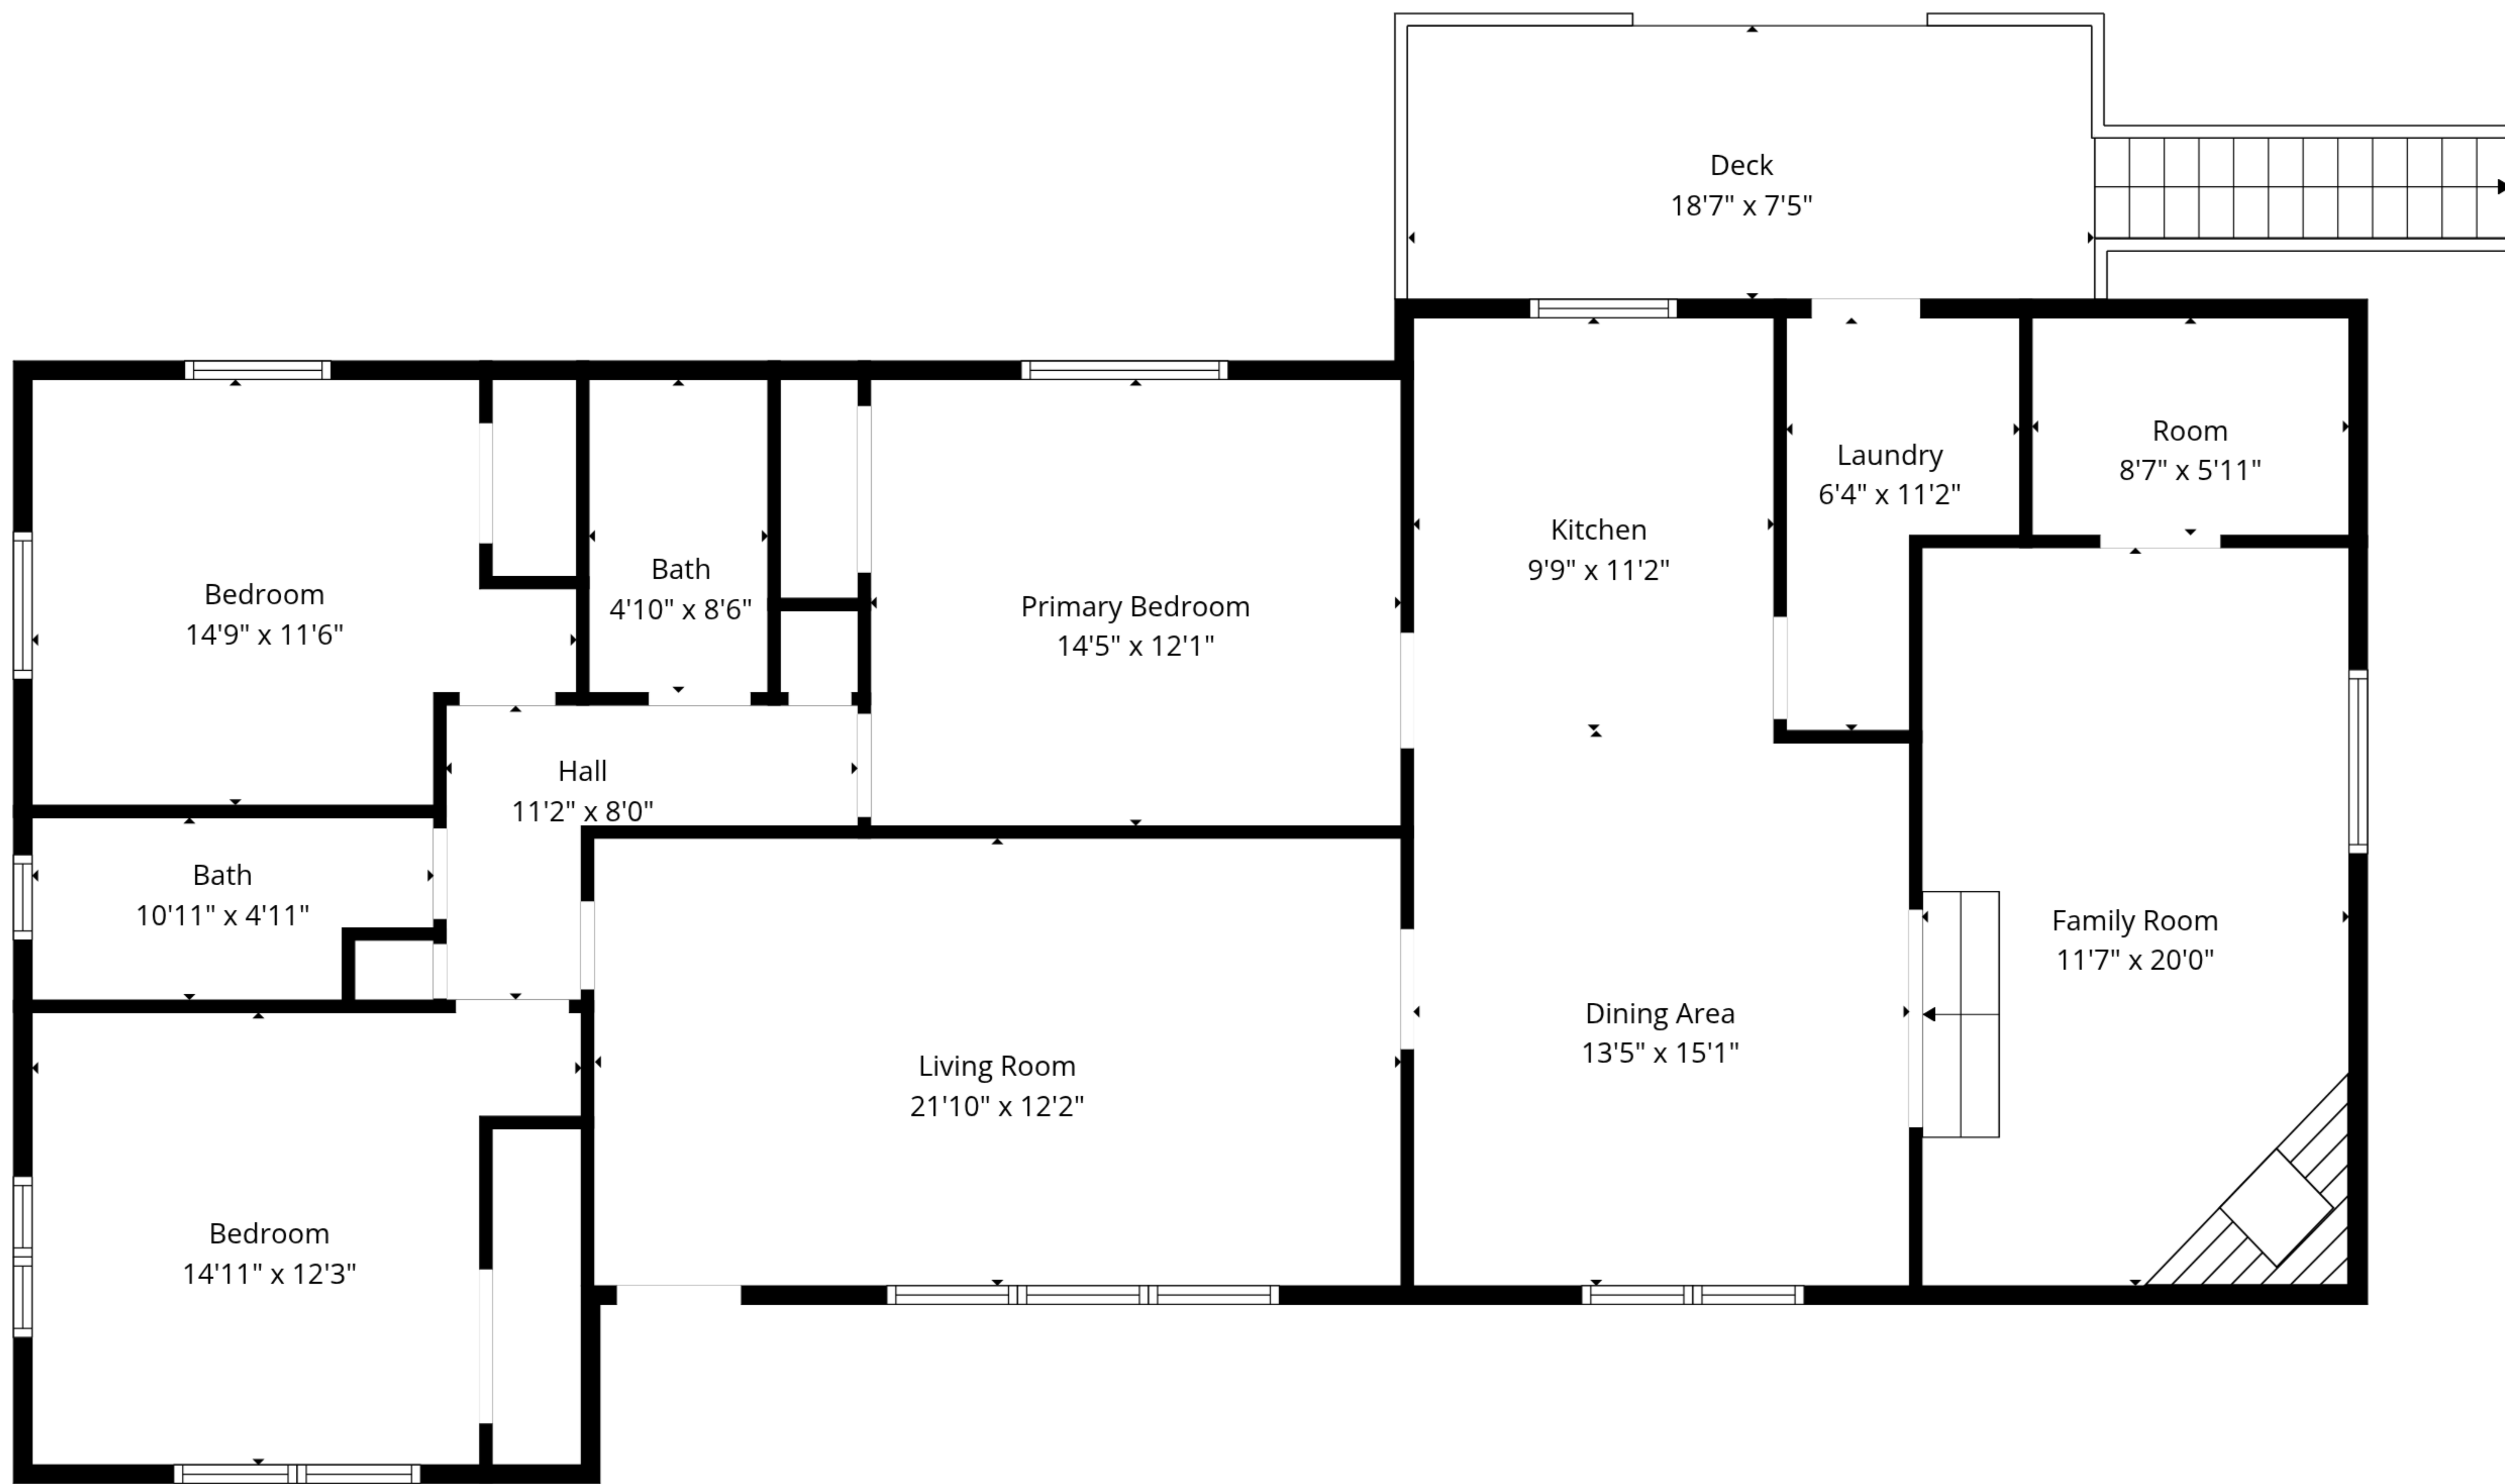 Deck
18'7" x 7'5"
Room
8'7" x 5'11"
Laundry
6'4" x 11'2"
Kitchen
9'9" x 11'2"
Bath
4'10" x 8'6"
Bedroom
14'9" x 11'6"
Primary Bedroom
14'5" x 12'1"
Hall
11'2" x 8'0"
Bath
10'11" x 4'11"
Family Room
11'7" x 20'0"
Dining Area
13'5" x 15'1"
Living Room
21'10" x 12'2"
Bedroom
14'11" x 12'3"